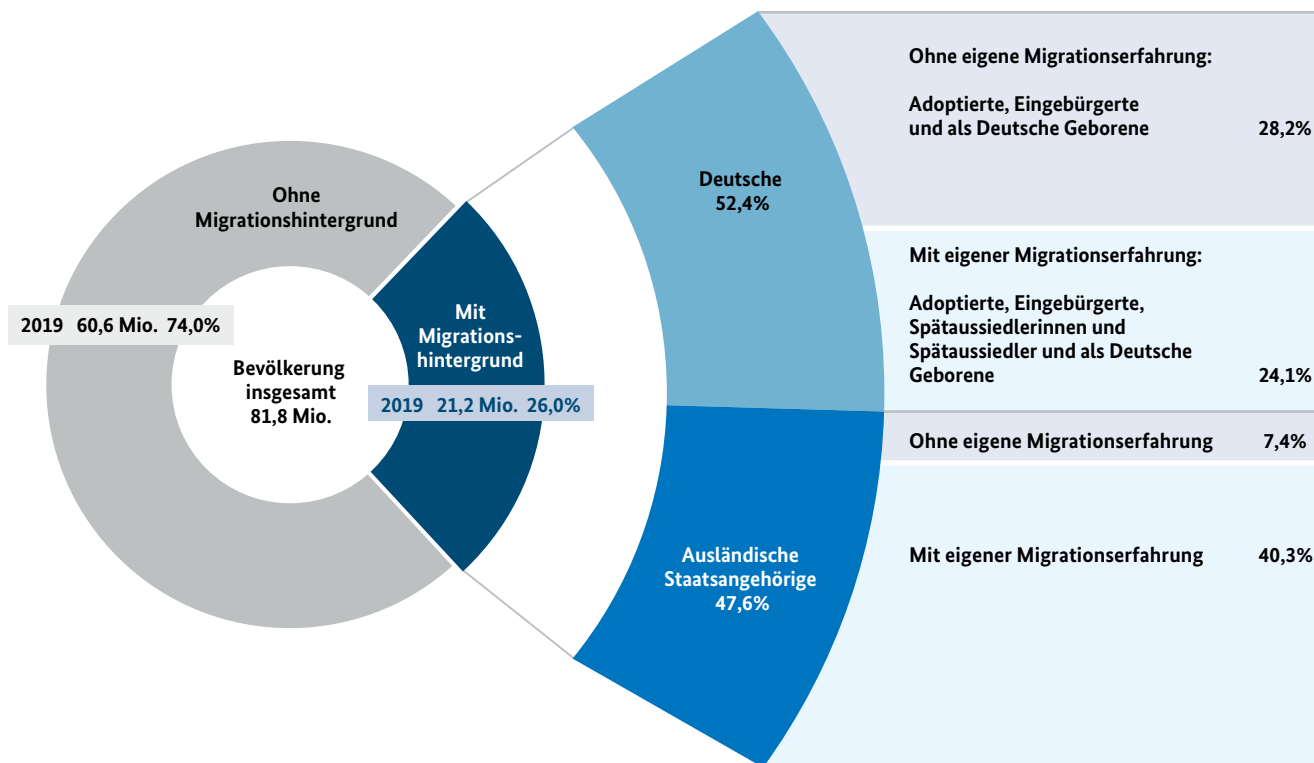 Ohne
Migrationshintergrund
2019 60,6 Mio. 74,0%
Bevölkerung
insgesamt
81,8 Mio.
Mit
Migrations-
hintergrund
2019 21,2 Mio. 26,0%
Deutsche
52,4%
Ausländische
Staatsangehörige
47,6%
Ohne eigene Migrationserfahrung:
Adoptierte, Eingebürgerte
und als Deutsche Geborene 28,2%
Mit eigener Migrationserfahrung:
Adoptierte, Eingebürgerte,
Spätaussiedlerinnen und
Spätaussiedler und als Deutsche
Geborene 24,1%
Ohne eigene Migrationserfahrung 7,4%
Mit eigener Migrationserfahrung 40,3%